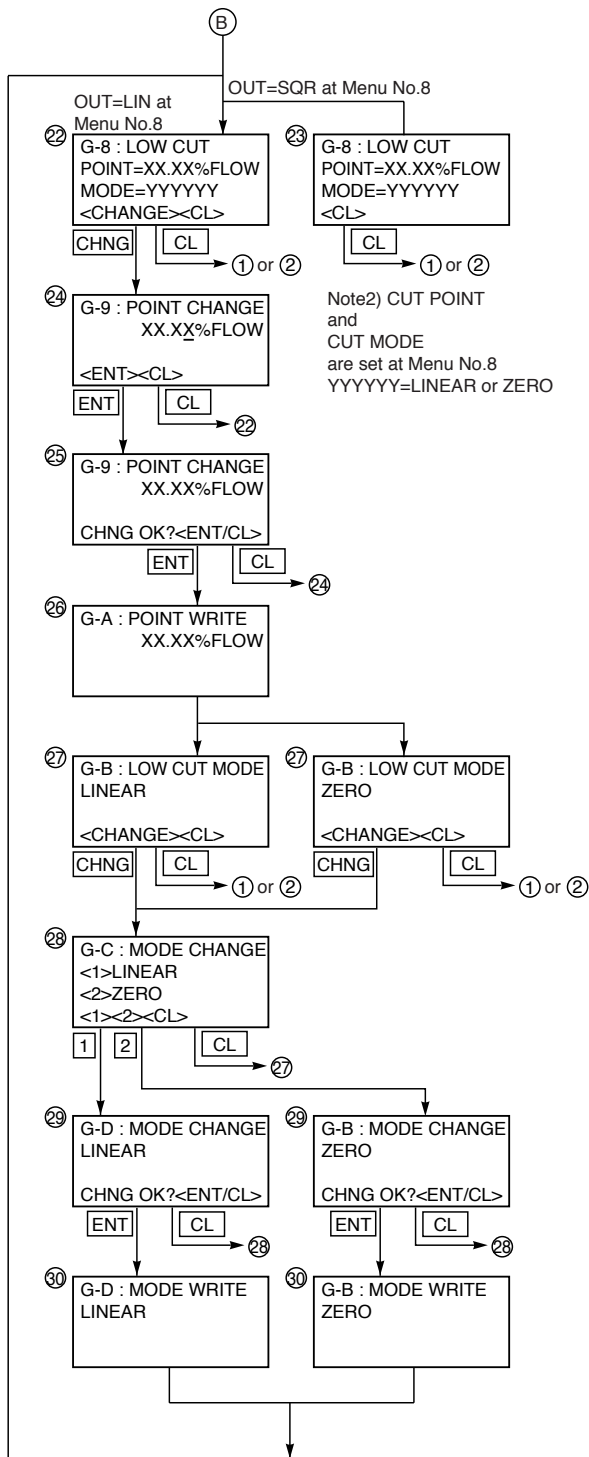 B
OUT=SQR at Menu No.8
OUT=LIN at
Menu No.8
22
G-8 : LOW CUT
POINT=XX.XX%FLOW
MODE=YYYYYY
<CHANGE><CL>
23
G-8 : LOW CUT
POINT=XX.XX%FLOW
MODE=YYYYYY
<CL>
CHNG
CL
1 or 2
CL
1 or 2
Note2) CUT POINT
and
CUT MODE
are set at Menu No.8
YYYYYY=LINEAR or ZERO
24
G-9 : POINT CHANGE
XX.XX%FLOW
<ENT><CL>
ENT
CL
22
25
G-9 : POINT CHANGE
XX.XX%FLOW
CHNG OK?<ENT/CL>
ENT
CL
24
26
G-A : POINT WRITE
XX.XX%FLOW
27
G-B : LOW CUT MODE
LINEAR
<CHANGE><CL>
27
G-B : LOW CUT MODE
ZERO
<CHANGE><CL>
CHNG
CL
1 or 2
CHNG
CL
1 or 2
28
G-C : MODE CHANGE
<1>LINEAR
<2>ZERO
<1><2><CL>
1
2
CL
27
29
G-D : MODE CHANGE
LINEAR
CHNG OK?<ENT/CL>
29
G-B : MODE CHANGE
ZERO
CHNG OK?<ENT/CL>
ENT
CL
28
ENT
CL
28
30
G-D : MODE WRITE
LINEAR
30
G-B : MODE WRITE
ZERO